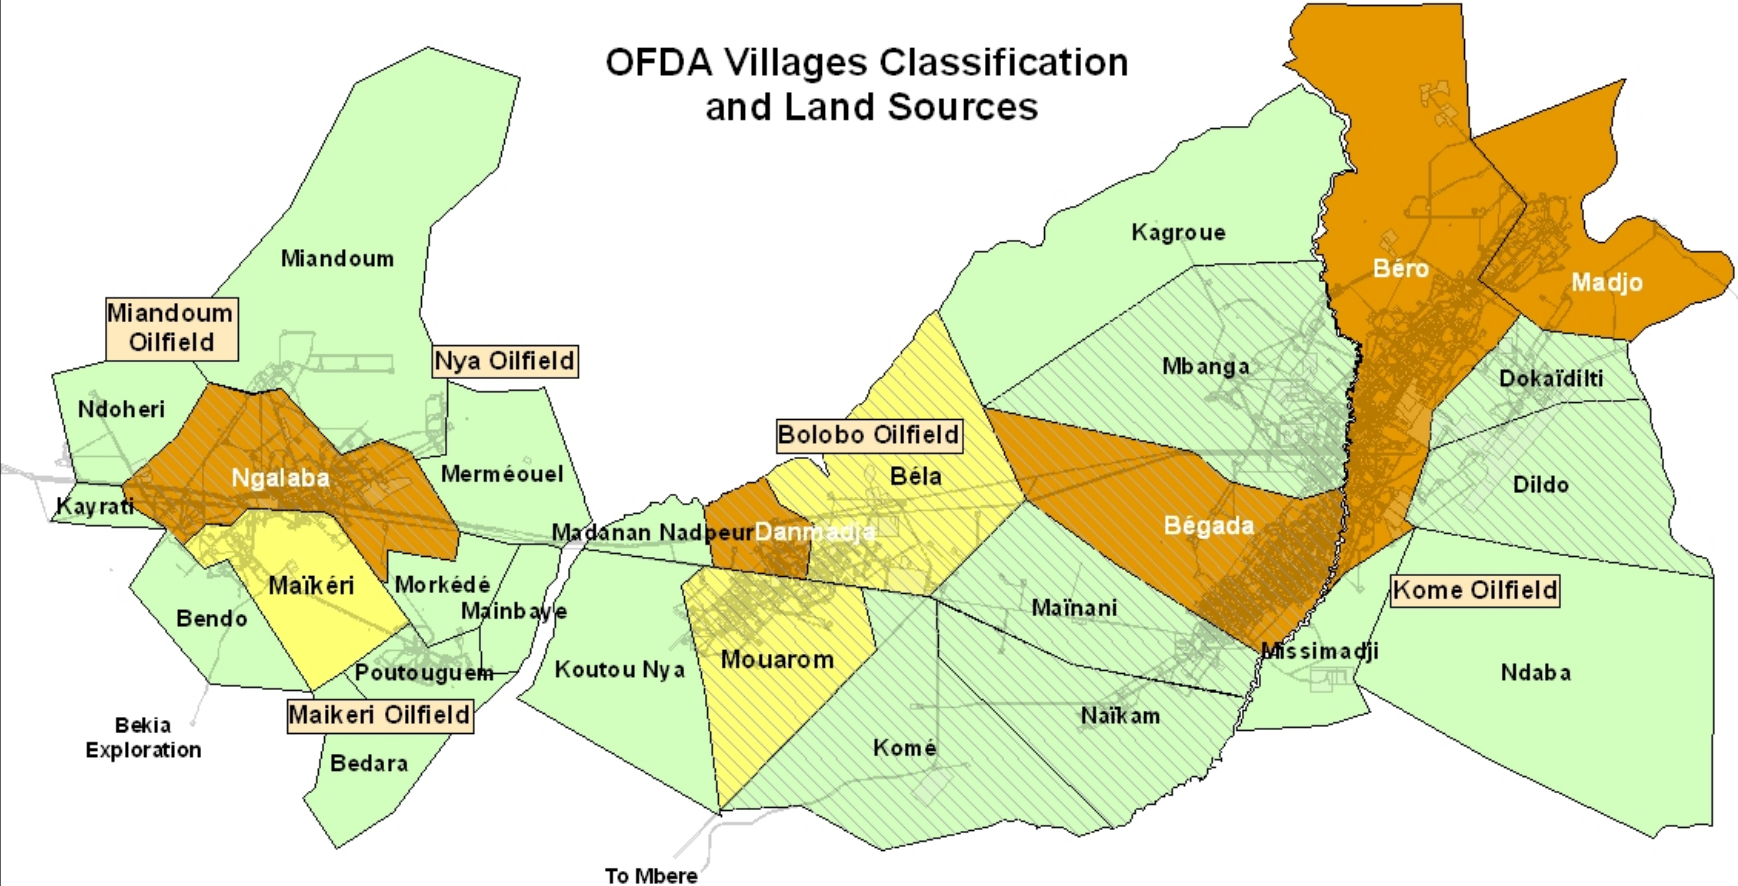 OFDA Villages Classification
and Land Sources
Kagroue
Miandoum
Béro
Madjo
Miandoum
Oilfield
Nya Oilfield
Mbanga
Dokaïdilti
Ndoheri
Bolobo Oilfield
Merméouel
Ngalaba
Béla
Dildo
Kayrati
Madanan Nadpeur
Danmadja
Bégada
Maïkéri
Morkédé
Mainbaye
Maïnani
Kome Oilfield
Bendo
Missimadji
Poutouguem
Koutou Nya
Mouarom
Ndaba
Maikeri Oilfield
Naïkam
Bekia
Exploration
Komé
Bedara
To Mbere